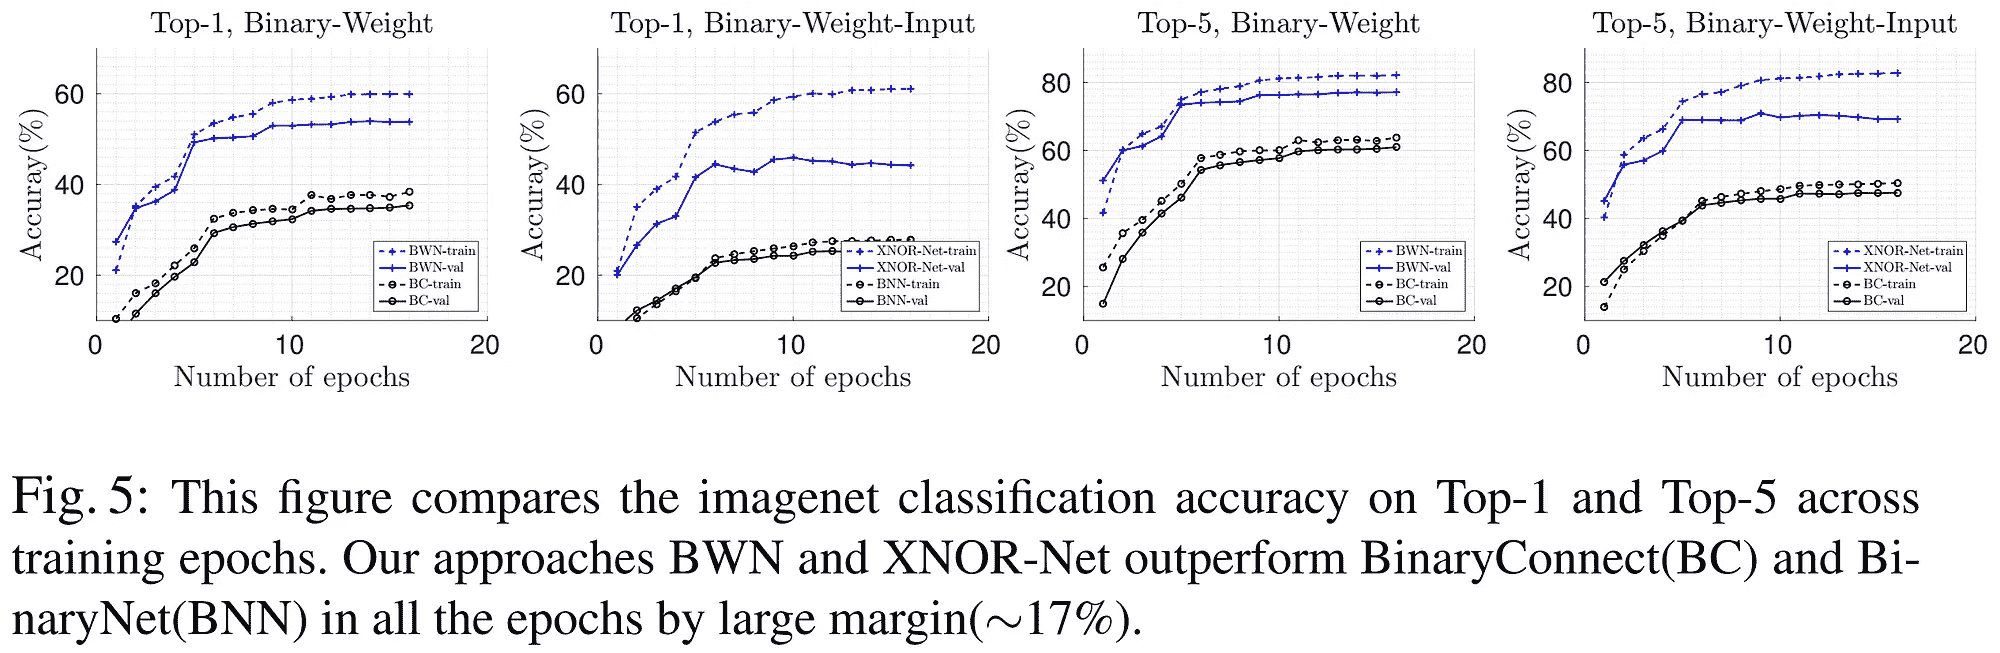 Top-1, Binary-Weight
60
40
20
Accuray(%)
BWN-train
BWN-val
BC-train
BC-val
0 10 20
Number of epochs
Top-1, Binary-Weight-Input
60
40
20
Accuray(%)
XNOR-Net-train
XNOR-Net-val
BNN-train
BNN-val
0 10 20
Number of epochs
Top-5, Binary-Weight
80
60
40
20
Accuray(%)
BWN-train
BWN-val
BC-train
BC-val
0 10 20
Number of epochs
Top-5, Binary-Weight-Input
80
60
40
20
Accuray(%)
XNOR-Net-train
XNOR-Net-val
BC-train
BC-val
0 10 20
Number of epochs
Fig. 5: This figure compares the imagenet classification accuracy on Top-1 and Top-5 across
training epochs. Our approaches BWN and XNOR-Net outperform BinaryConnect(BC) and Bi-
naryNet(BNN) in all the epochs by large margin(∼17%).